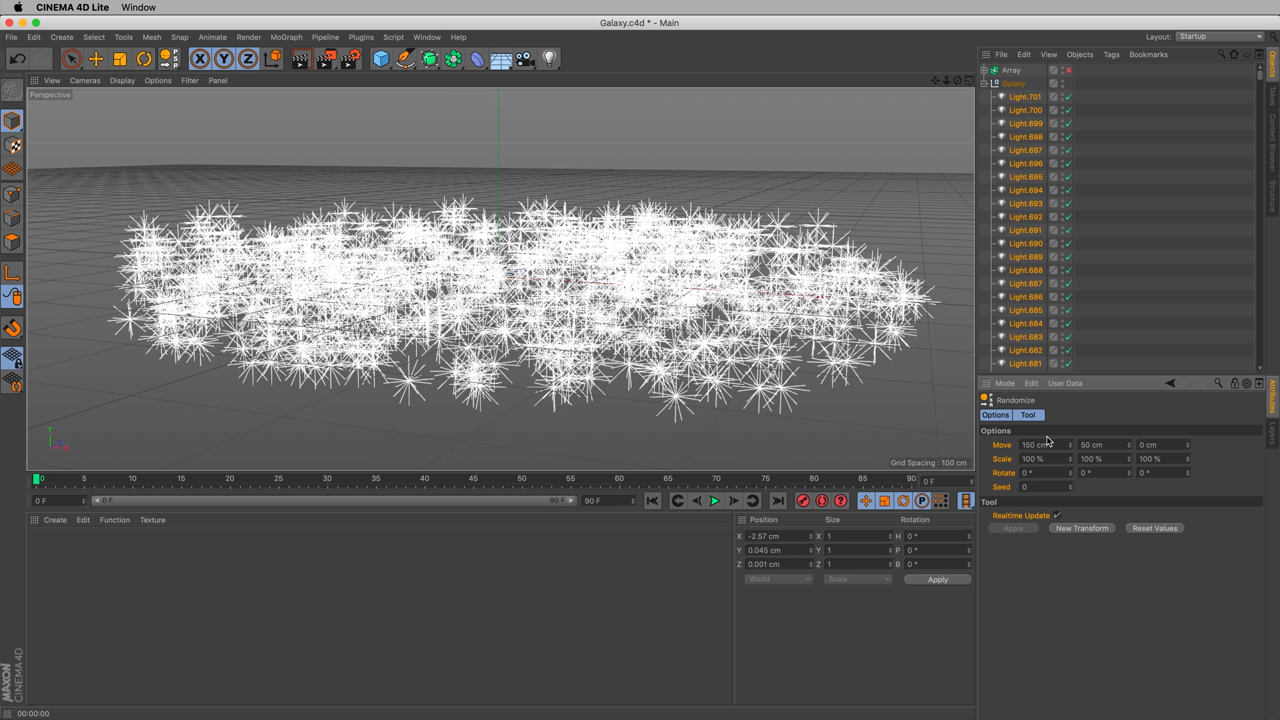 CINEMA 4D Lite Window
Galaxy.c4d * - Main
File Edit Create Select Tools Mesh Snap Animate Render MoGraph Pipeline Plugins Script Window Help
Layout: Startup
PSR X Y Z
View Cameras Display Options Filter Panel
File Edit View Objects Tags Bookmarks
Perspective
Array
Galaxy
Light.701
Light.700
Light.699
Light.698
Light.697
Light.696
Light.695
Light.694
Light.693
Light.692
Light.691
Light.690
Light.689
Light.688
Light.687
Light.686
Light.685
Light.684
Light.683
Light.682
Light.681
Objects
Takes
Content Browser
Structure
Y
Z
Grid Spacing : 100 cm
Mode Edit User Data
Randomize
Options Tool
Options
Move 150 cm 50 cm 0 cm
Scale 100 % 100 % 100 %
Rotate 0 ° 0 ° 0 °
Seed 0
Tool
Realtime Update
Apply New Transform Reset Values
Attributes
Layers
0 5 10 15 20 25 30 35 40 45 50 55 60 65 70 75 80 85 90 0 F
0 F 0 F 90 F 90 F
P
Create Edit Function Texture
Position Size Rotation
X -2.57 cm X 1 H 0 °
Y 0.045 cm Y 1 P 0 °
Z 0.001 cm Z 1 B 0 °
World Scale Apply
MAXON
CINEMA 4D
00:00:00